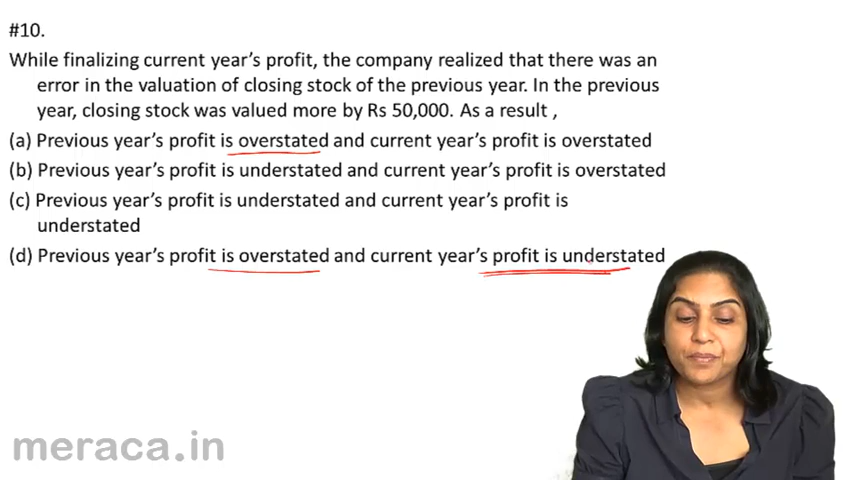 #10.
While finalizing current year’s profit, the company realized that there was an
error in the valuation of closing stock of the previous year. In the previous
year, closing stock was valued more by Rs 50,000. As a result ,
(a) Previous year’s profit is overstated and current year’s profit is overstated
(b) Previous year’s profit is understated and current year’s profit is overstated
(c) Previous year’s profit is understated and current year’s profit is
understated
(d) Previous year’s profit is overstated and current year’s profit is understated
meraca.in